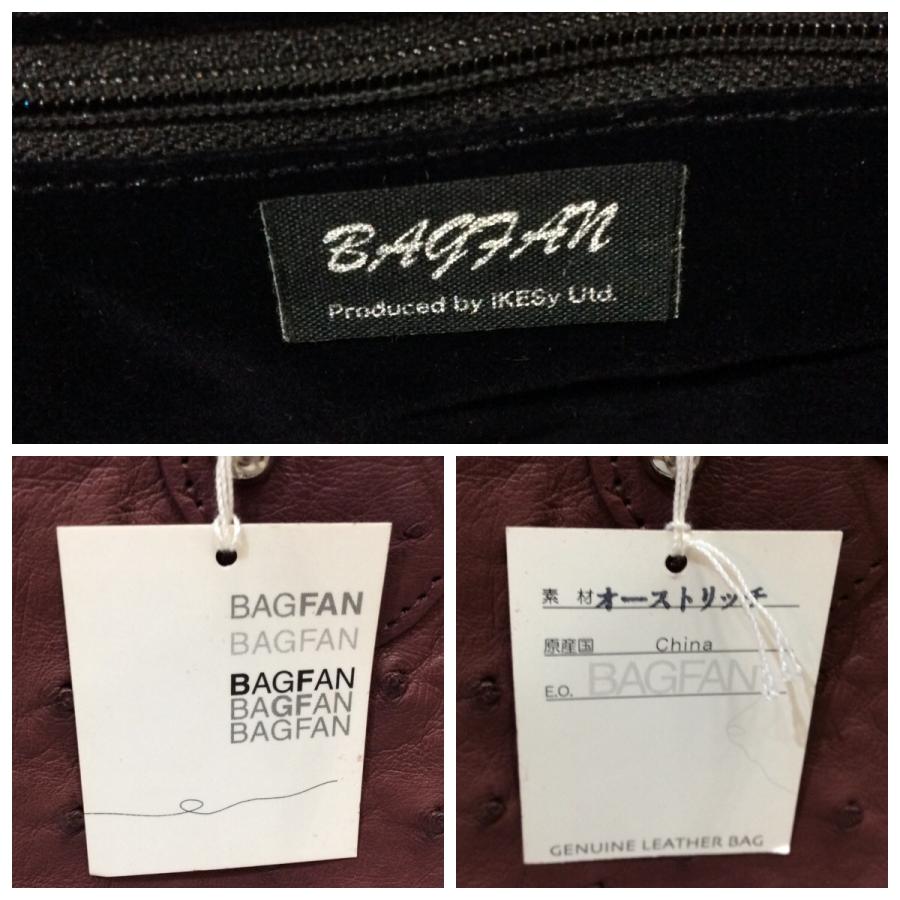 BAGFAN
Produced by IKESy Utd.
BAGFAN
BAGFAN
BAGFAN
BAGFAN
BAGFAN
素材 オーストリッチ
原産国 China
E.O. BAGFAN
GENUINE LEATHER BAG